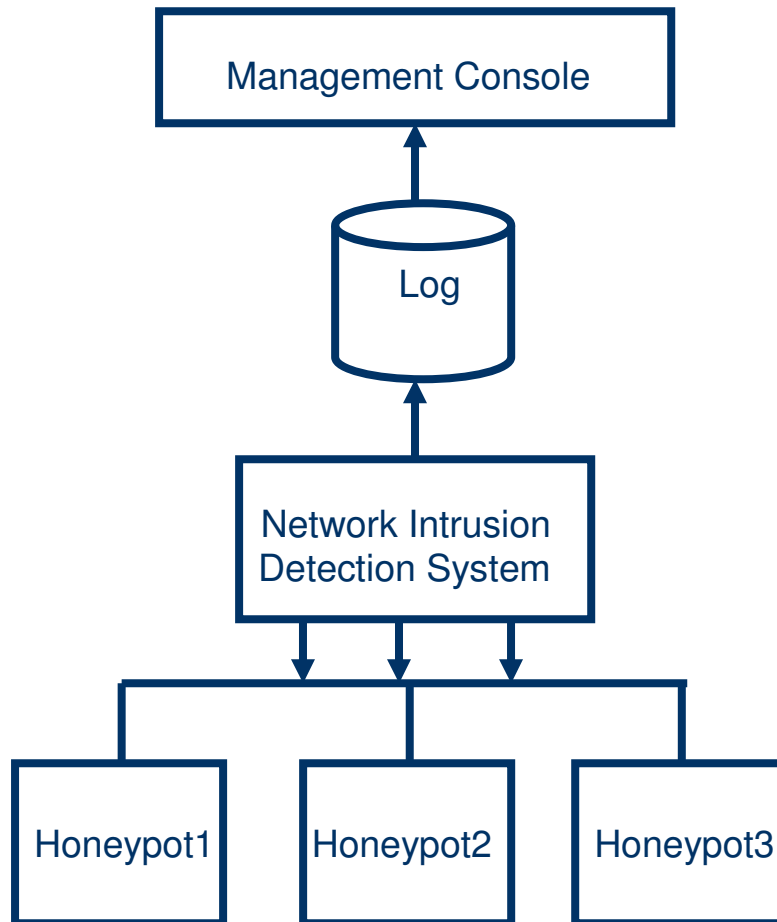 Management Console
Log
Network Intrusion
Detection System
Honeypot1
Honeypot2
Honeypot3